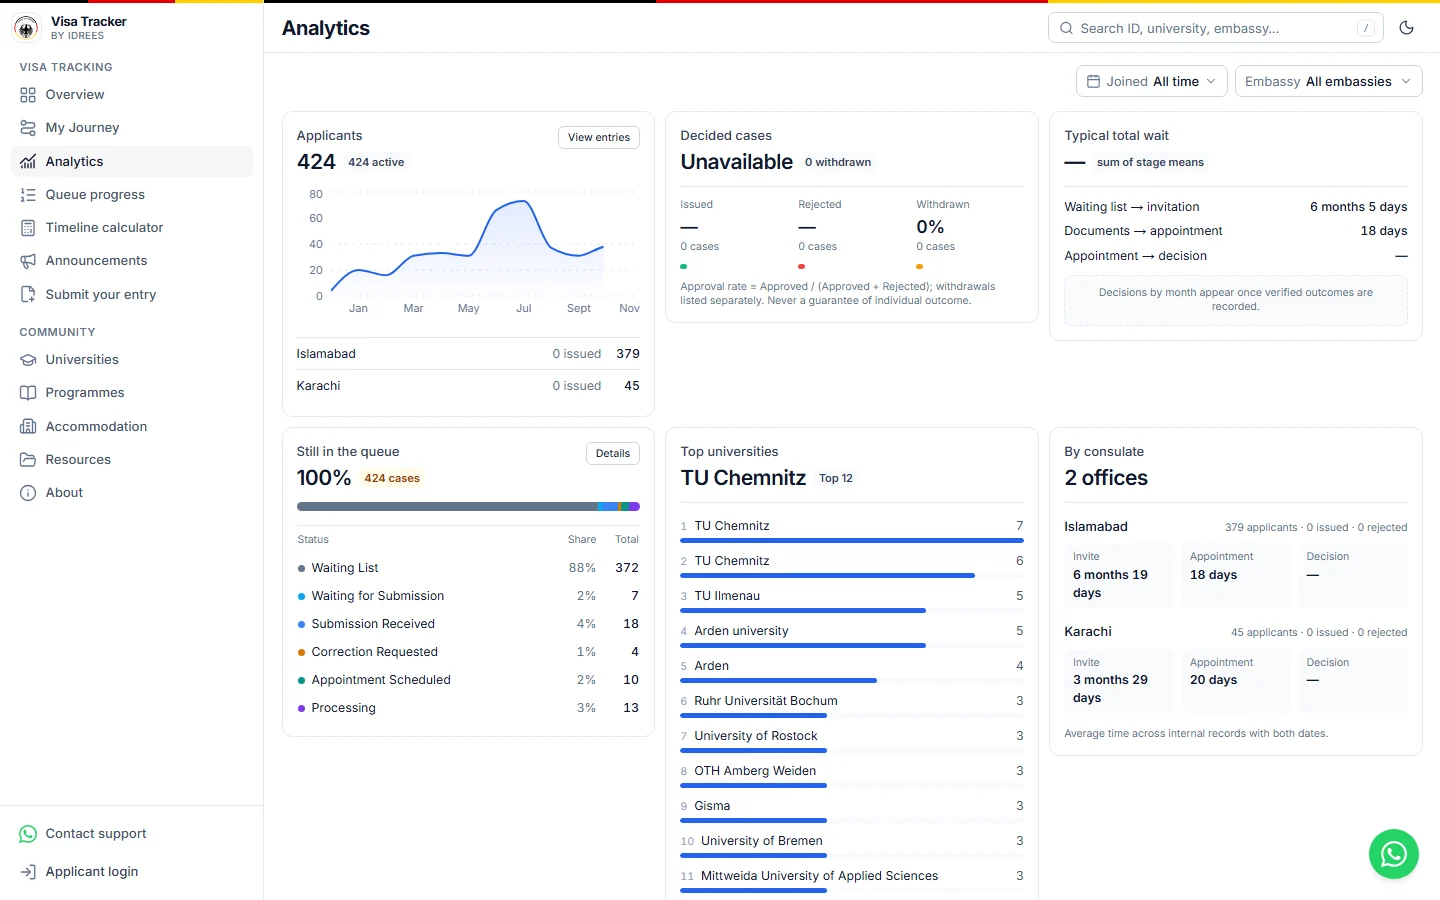 Visa Tracker
BY IDREES
VISA TRACKING
Overview
My Journey
Analytics
Queue progress
Timeline calculator
Announcements
Submit your entry
COMMUNITY
Universities
Programmes
Accommodation
Resources
About
Contact support
Applicant login
Analytics
Search ID, university, embassy... /
Joined All time
Embassy All embassies
Applicants
View entries
424 424 active
80
60
40
20
0
Jan Mar May Jul Sept Nov
Islamabad 0 issued 379
Karachi 0 issued 45
Decided cases
Unavailable 0 withdrawn
Issued Rejected Withdrawn
— — 0%
0 cases 0 cases 0 cases
Approval rate = Approved / (Approved + Rejected); withdrawals
listed separately. Never a guarantee of individual outcome.
Typical total wait
— sum of stage means
Waiting list → invitation 6 months 5 days
Documents → appointment 18 days
Appointment → decision —
Decisions by month appear once verified outcomes are
recorded.
Still in the queue
Details
100% 424 cases
Status Share Total
Waiting List 88% 372
Waiting for Submission 2% 7
Submission Received 4% 18
Correction Requested 1% 4
Appointment Scheduled 2% 10
Processing 3% 13
Top universities
TU Chemnitz Top 12
1 TU Chemnitz 7
2 TU Chemnitz 6
3 TU Ilmenau 5
4 Arden university 5
5 Arden 4
6 Ruhr Universität Bochum 3
7 University of Rostock 3
8 OTH Amberg Weiden 3
9 Gisma 3
10 University of Bremen 3
11 Mittweida University of Applied Sciences 3
By consulate
2 offices
Islamabad 379 applicants · 0 issued · 0 rejected
Invite Appointment Decision
6 months 19 18 days —
days
Karachi 45 applicants · 0 issued · 0 rejected
Invite Appointment Decision
3 months 29 20 days —
days
Average time across internal records with both dates.